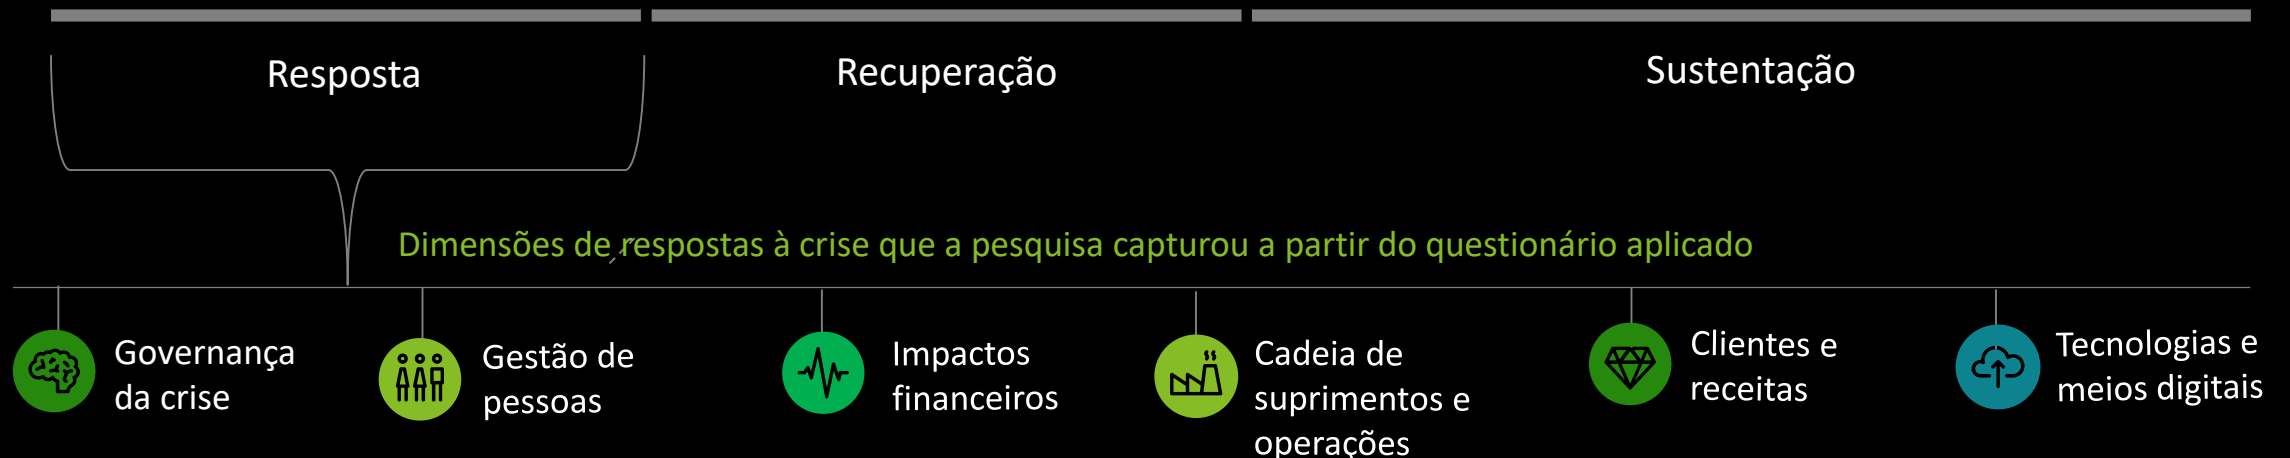 Resposta
Recuperação
Sustentação
Dimensões de respostas à crise que a pesquisa capturou a partir do questionário aplicado
Governança
da crise
Gestão de
pessoas
Impactos
financeiros
Cadeia de
suprimentos e
operações
Clientes e
receitas
Tecnologias e
meios digitais